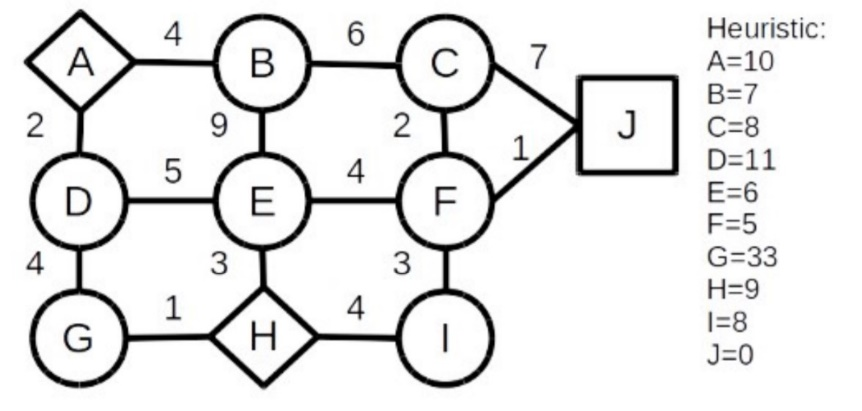 A 4 B 6 C 7
2 9 2 1 J
D 5 E 4 F
4 3 3
G 1 H 4 I
Heuristic:
A=10
B=7
C=8
D=11
E=6
F=5
G=33
H=9
I=8
J=0